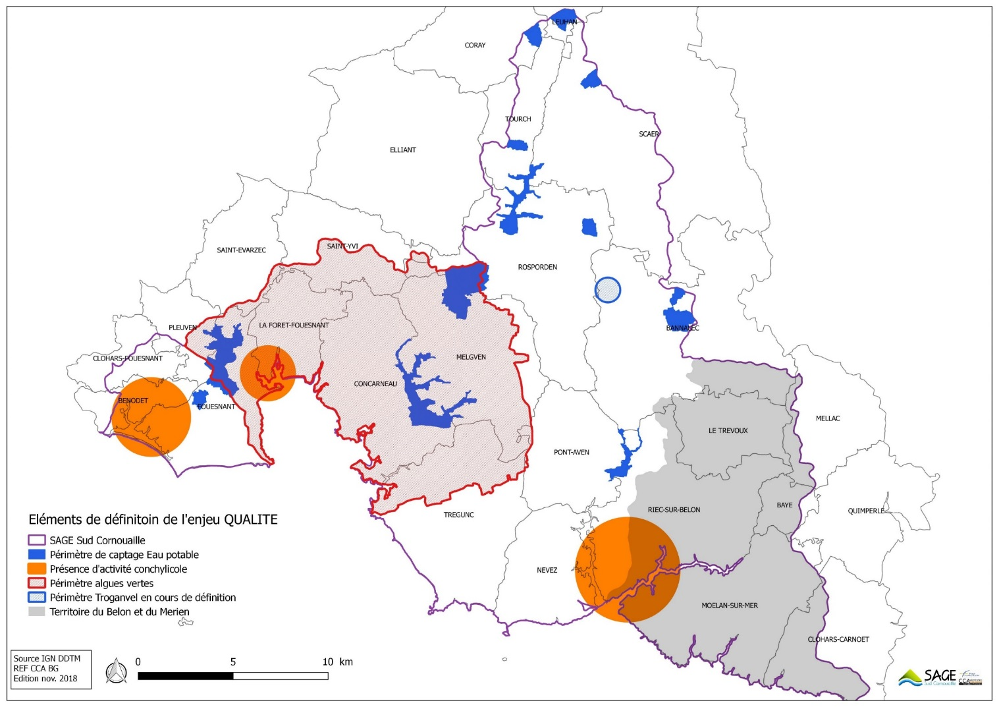 LEUHAN
CORAY
TOURCH
SCAER
ELLIANT
SAINT-YVI
SAINT-EVARZEC
ROSPORDEN
PLEUVEN
LA FORET-FOUESNANT
BANNALEC
CLOHARS-FOUESNANT
MELGVEN
CONCARNEAU
BENODET
FOUESNANT
MELLAC
LE TREVOUX
PONT-AVEN
BAYE
RIEC-SUR-BELON
QUIMPERLE
TREGUNC
NEVEZ
MOELAN-SUR-MER
CLOHARS-CARNOET
Eléments de définitoin de l'enjeu QUALITE
SAGE Sud Cornouaille
Périmètre de captage Eau potable
Présence d'activité conchylicole
Périmètre algues vertes
Périmètre Troganvel en cours de définition
Territoire du Belon et du Merien
Source IGN DDTM
REF CCA BG
Edition nov. 2018
0 5 10 km
SAGE
Sud Cornouaille
CCA